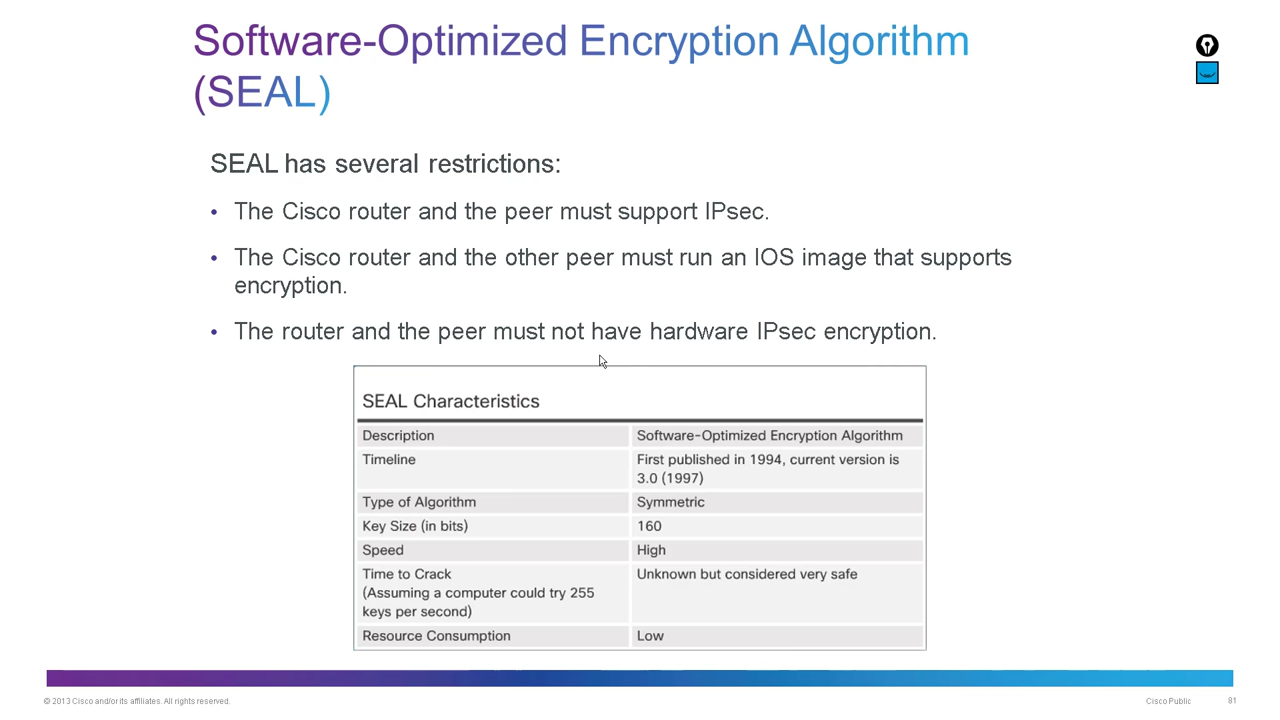 Software-Optimized Encryption Algorithm
(SEAL)
SEAL has several restrictions:
• The Cisco router and the peer must support IPsec.
• The Cisco router and the other peer must run an IOS image that supports
encryption.
• The router and the peer must not have hardware IPsec encryption.
SEAL Characteristics
Description Software-Optimized Encryption Algorithm
Timeline First published in 1994, current version is
3.0 (1997)
Type of Algorithm Symmetric
Key Size (in bits) 160
Speed High
Time to Crack Unknown but considered very safe
(Assuming a computer could try 255
keys per second)
Resource Consumption Low
© 2013 Cisco and/or its affiliates. All rights reserved. Cisco Public 81